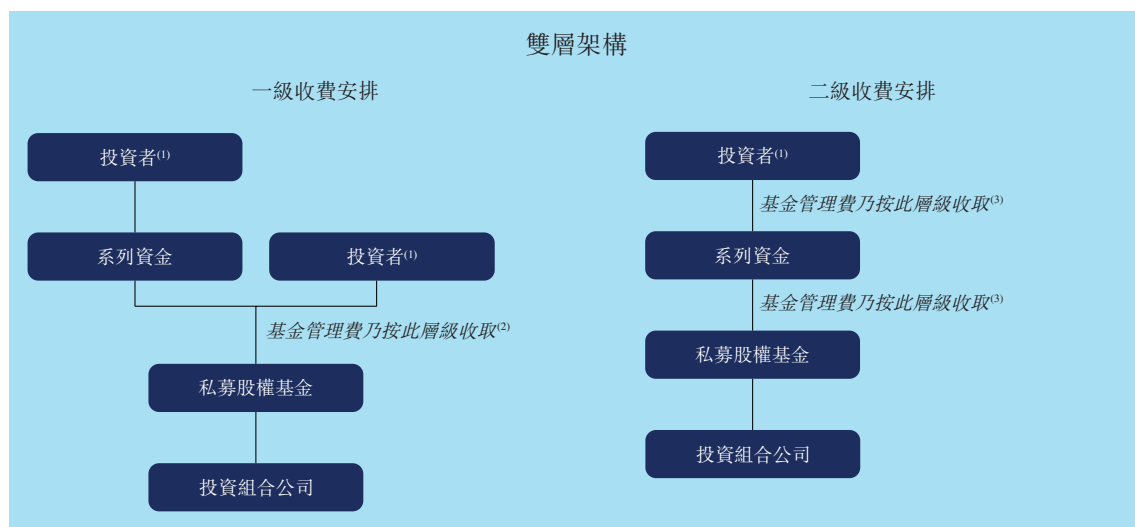 雙層架構
一級收費安排
投資者(1)
系列資金
投資者(1)
基金管理費乃按此層級收取(2)
私募股權基金
投資組合公司
二級收費安排
投資者(1)
基金管理費乃按此層級收取(3)
系列資金
基金管理費乃按此層級收取(3)
私募股權基金
投資組合公司